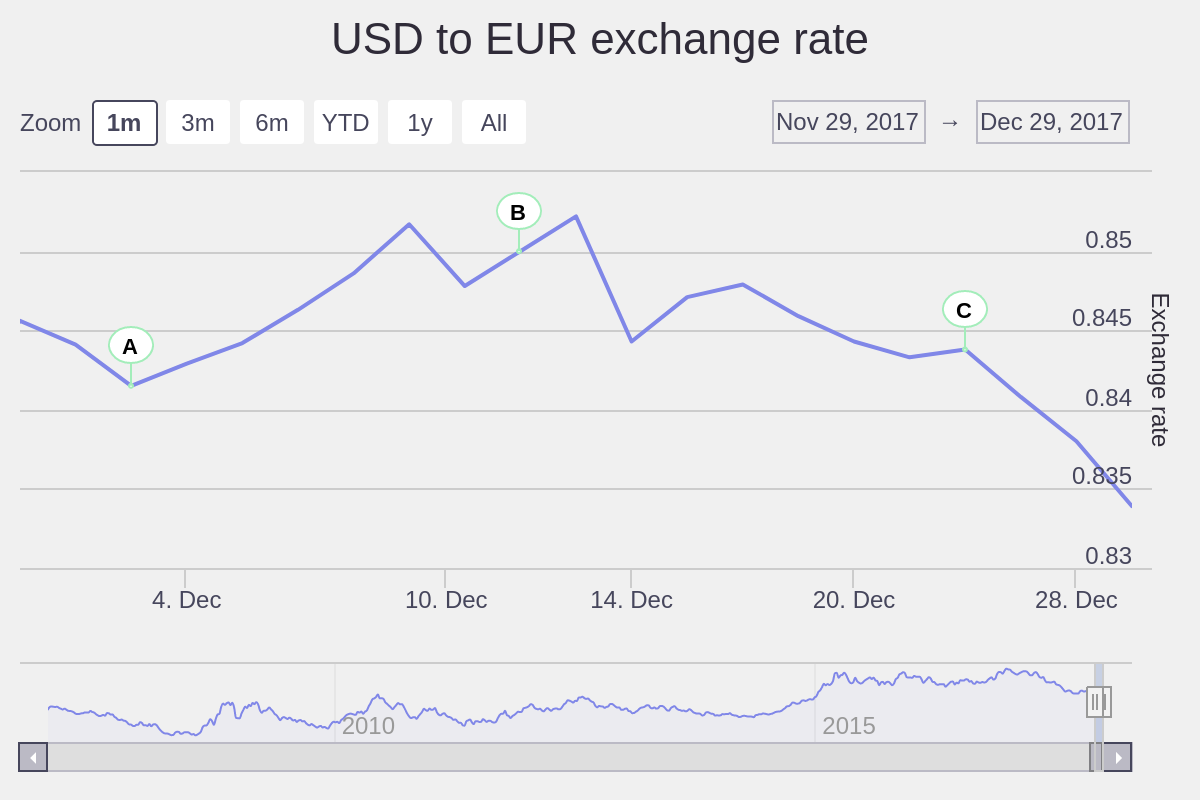 USD to EUR exchange rate
Zoom 1m 3m 6m YTD 1y All Nov 29, 2017 → Dec 29, 2017
B
0.85
C
0.845
A
0.84
0.835
0.83
Exchange rate
4. Dec 10. Dec 14. Dec 20. Dec 28. Dec
2010 2015